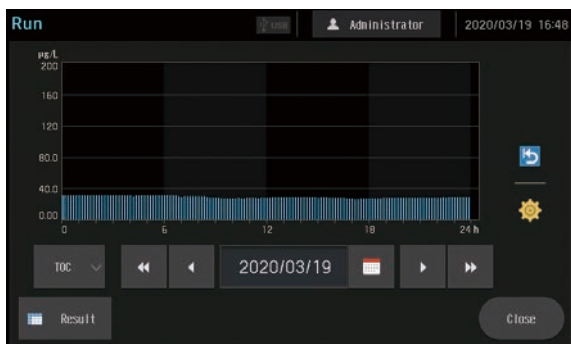 Run USB Administrator 2020/03/19 16:48
µg/L
200
160
120
80.0
40.0
0.00
0 6 12 18 24 h
TOC 2020/03/19
Result Close